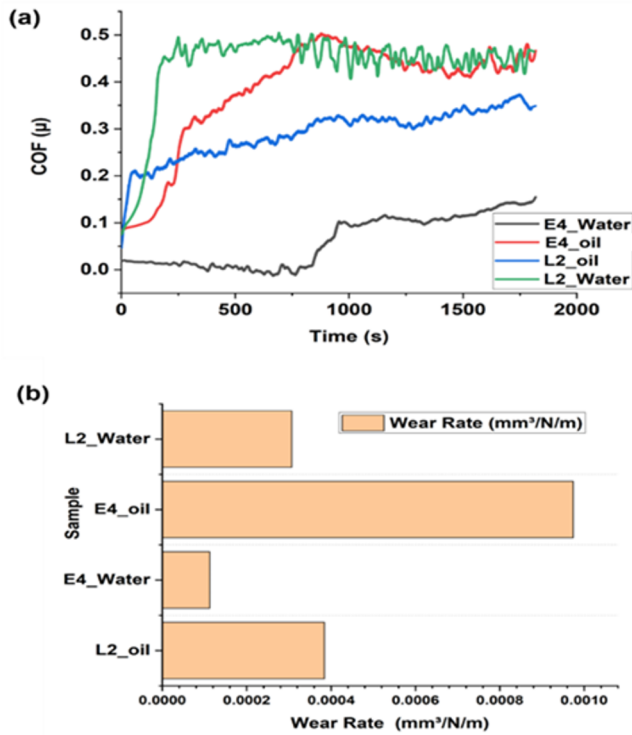 (a)
0.5
0.4
0.3
0.2
0.1
0.0
COF (μ)
E4_Water
E4_oil
L2_oil
L2_Water
0
500
1000
1500
2000
Time (s)
(b)
L2_Water
E4_oil
E4_Water
L2_oil
Sample
Wear Rate (mm³/N/m)
0.0000
0.0002
0.0004
0.0006
0.0008
0.0010
Wear Rate (mm³/N/m)